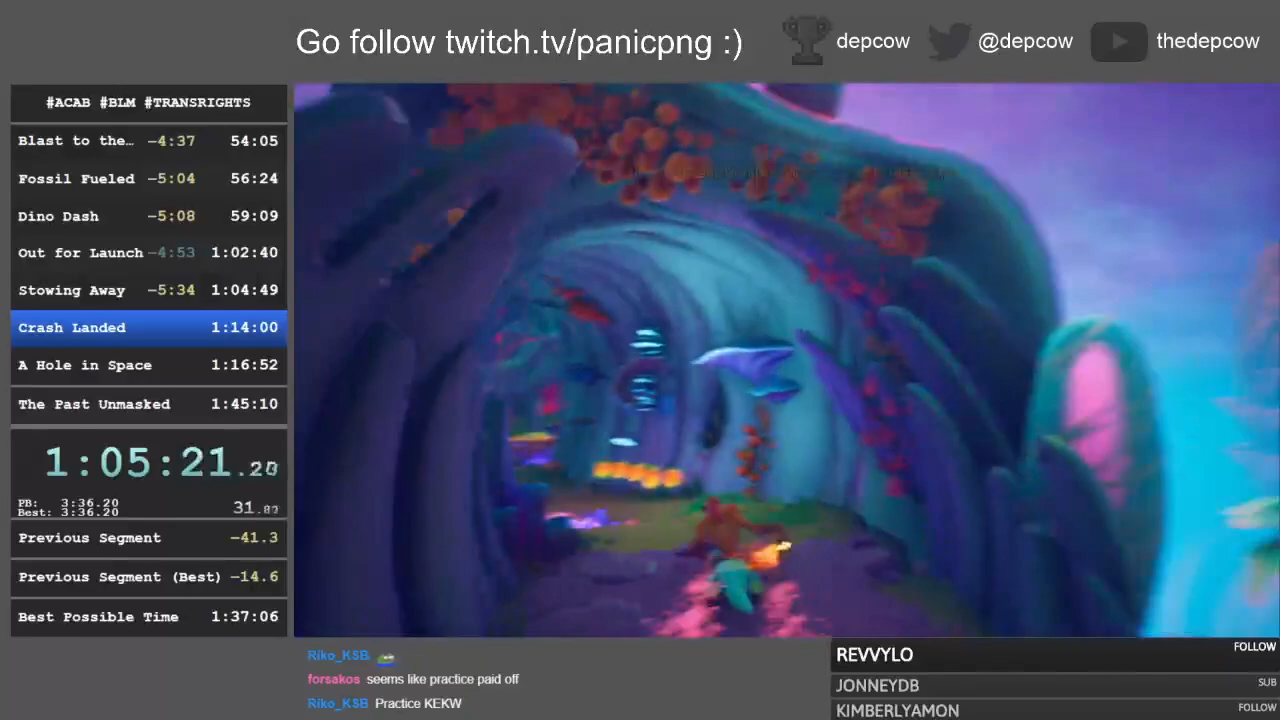 Go follow twitch.tv/panicpng :)
depcow
@depcow
thedepcow
#ACAB #BLM #TRANSRIGHTS
Blast to the… -4:37 54:05
Fossil Fueled -5:04 56:24
Dino Dash -5:08 59:09
Out for Launch -4:53 1:02:40
Stowing Away -5:34 1:04:49
Crash Landed 1:14:00
A Hole in Space 1:16:52
The Past Unmasked 1:45:10
1:05:21.20
PB: 3:36.20
Best: 3:36.20 31.82
Previous Segment -41.3
Previous Segment (Best) -14.6
Best Possible Time 1:37:06
Riko_KSB
forsakos seems like practice paid off
Riko_KSB Practice KEKW
REVVYLO FOLLOW
JONNEYDB SUB
KIMBERLYAMON FOLLOW